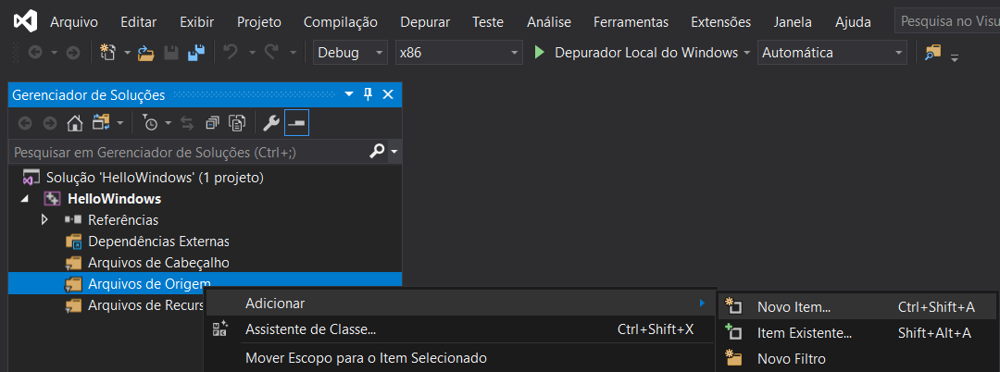 Arquivo Editar Exibir Projeto Compilação Depurar Teste Análise Ferramentas Extensões Janela Ajuda Pesquisa no Visu
Debug x86 Depurador Local do Windows Automática
Gerenciador de Soluções
Pesquisar em Gerenciador de Soluções (Ctrl+;)
Solução 'HelloWindows' (1 projeto)
HelloWindows
Referências
Dependências Externas
Arquivos de Cabeçalho
Arquivos de Origem
Arquivos de Recurs
Adicionar
Assistente de Classe... Ctrl+Shift+X
Mover Escopo para o Item Selecionado
Novo Item... Ctrl+Shift+A
Item Existente... Shift+Alt+A
Novo Filtro